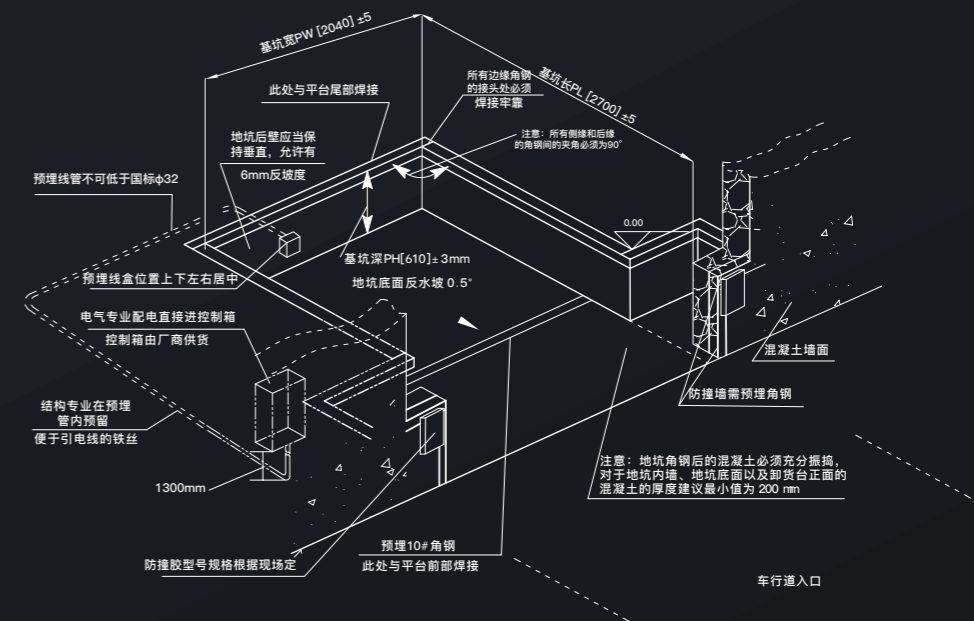 基坑宽PW [2040] ±5
基坑长PL [2700] ±5
所有边缘角钢
的接头处必须
焊接牢靠
此处与平台尾部焊接
注意：所有侧缘和后缘
的角钢间的夹角必须为90°
地坑后壁应当保
持垂直，允许有
6mm反坡度
预埋线管不可低于国标φ32
0.00
基坑深PH[610]±3mm
预埋线盒位置上下左右居中
地坑底面反水坡0.5°
电气专业配电直接进控制箱
控制箱由厂商供货
混凝土墙面
防撞墙需预埋角钢
结构专业在预埋
管内预留
便于引电线的铁丝
注意：地坑角钢后的混凝土必须充分振捣，
对于地坑内墙、地坑底面以及卸货台正面的
混凝土的厚度建议最小值为 200 mm
1300mm
预埋10#角钢
此处与平台前部焊接
防撞胶型号规格根据现场定
车行道入口